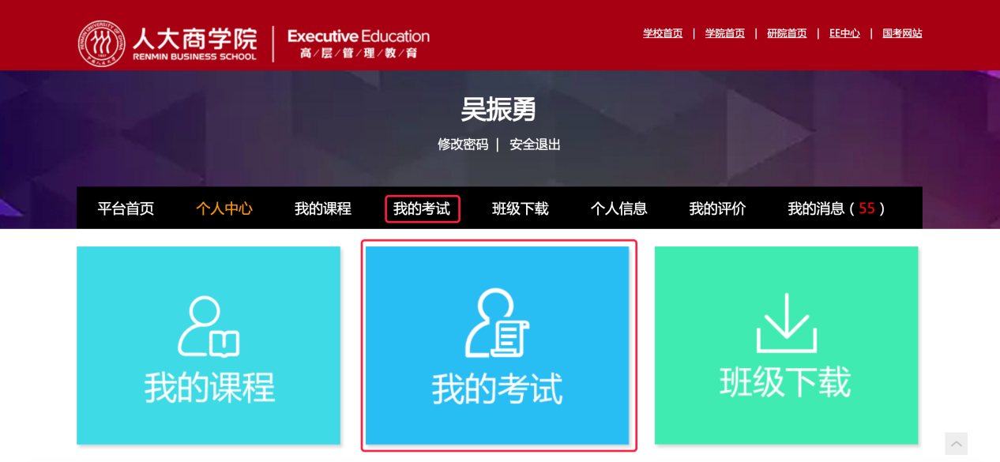 人大商学院
RENMIN BUSINESS SCHOOL
Executive Education
高/层/管/理/教/育
学校首页 | 学院首页 | 研院首页 | EE中心 | 国考网站
吴振勇
修改密码 | 安全退出
平台首页 个人中心 我的课程 我的考试 班级下载 个人信息 我的评价 我的消息（55）
我的课程
我的考试
班级下载